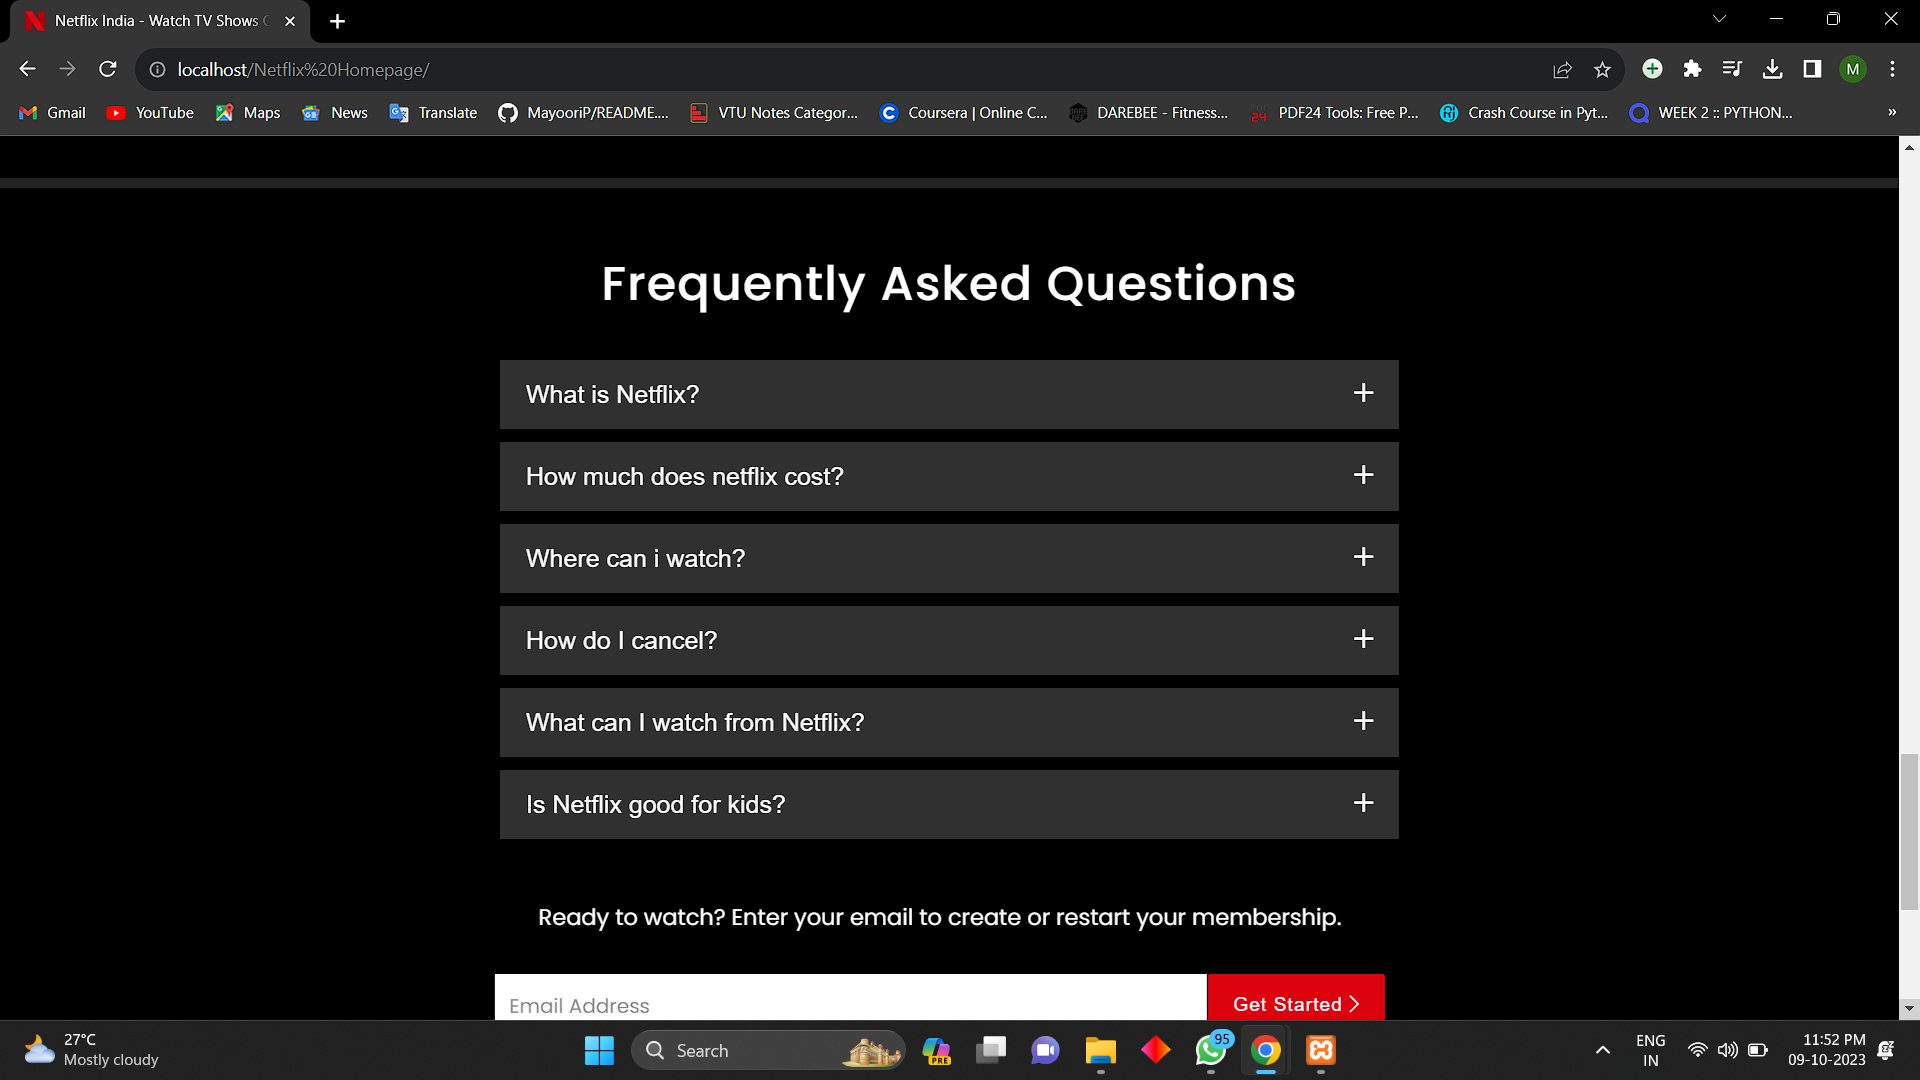 Netflix India - Watch TV Shows
localhost/Netflix%20Homepage/
M
Gmail
YouTube
Maps
News
Translate
MayooriP/README....
VTU Notes Categor...
Coursera | Online C...
DAREBEE - Fitness...
PDF24 Tools: Free P...
Crash Course in Pyt...
WEEK 2 :: PYTHON...
»
Frequently Asked Questions
What is Netflix? +
How much does netflix cost? +
Where can i watch? +
How do I cancel? +
What can I watch from Netflix? +
Is Netflix good for kids? +
Ready to watch? Enter your email to create or restart your membership.
Email Address
Get Started >
27°C
Mostly cloudy
Search
PRE
95
ENG
IN
11:52 PM
09-10-2023